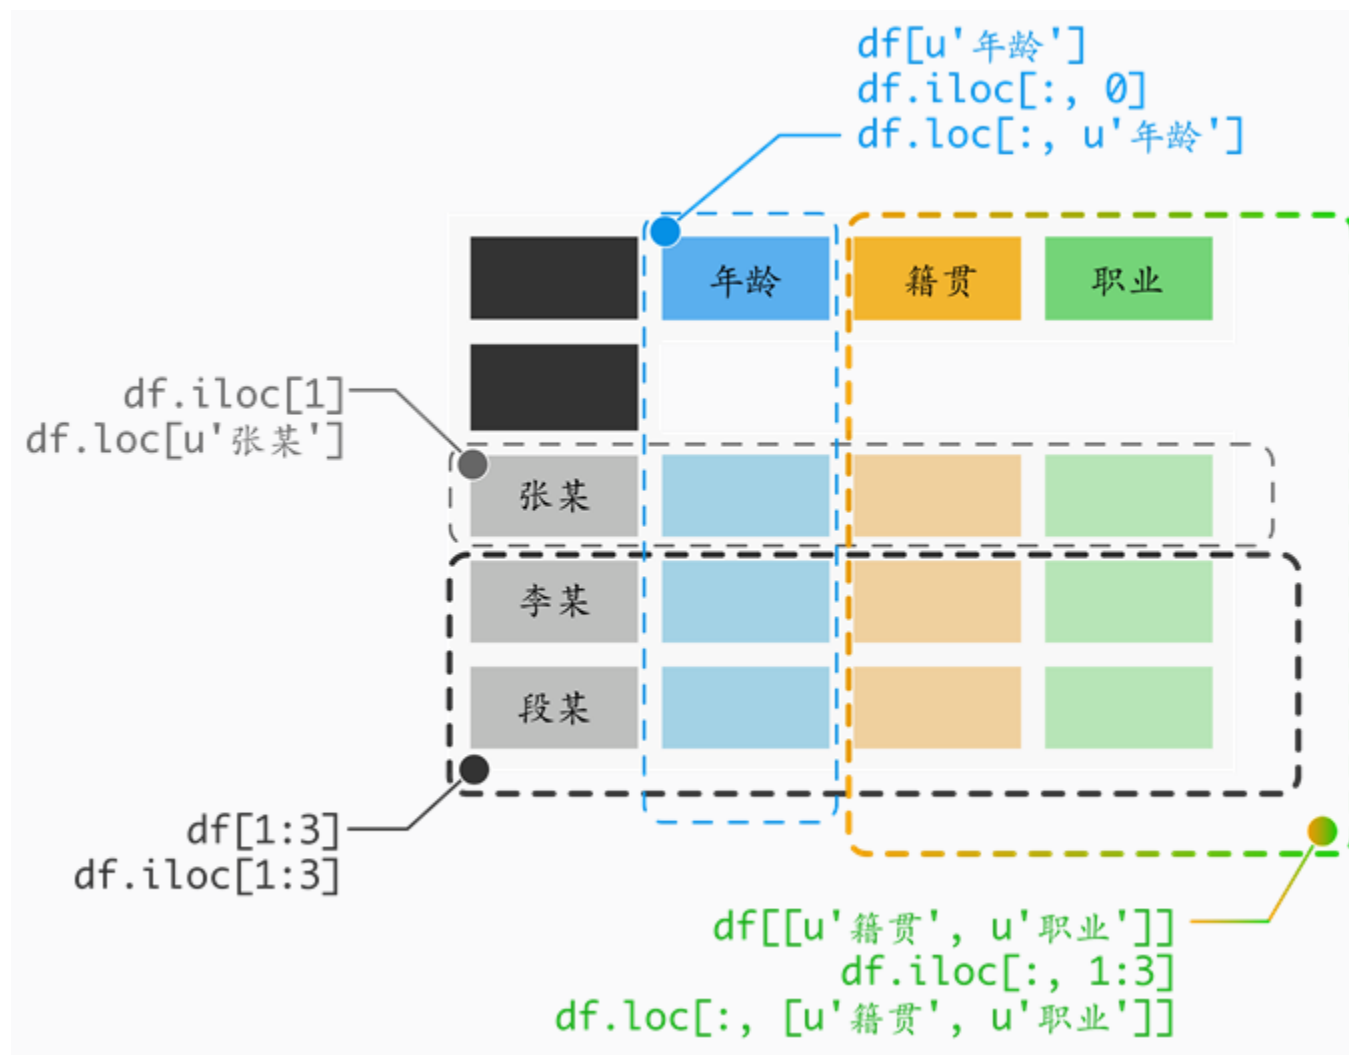 df[u'年龄']
df.iloc[:, 0]
df.loc[:, u'年龄']
年龄 籍贯 职业
df.iloc[1]
df.loc[u'张某']
张某
李某
段某
df[1:3]
df.iloc[1:3]
df[[u'籍贯', u'职业']]
df.iloc[:, 1:3]
df.loc[:, [u'籍贯', u'职业']]